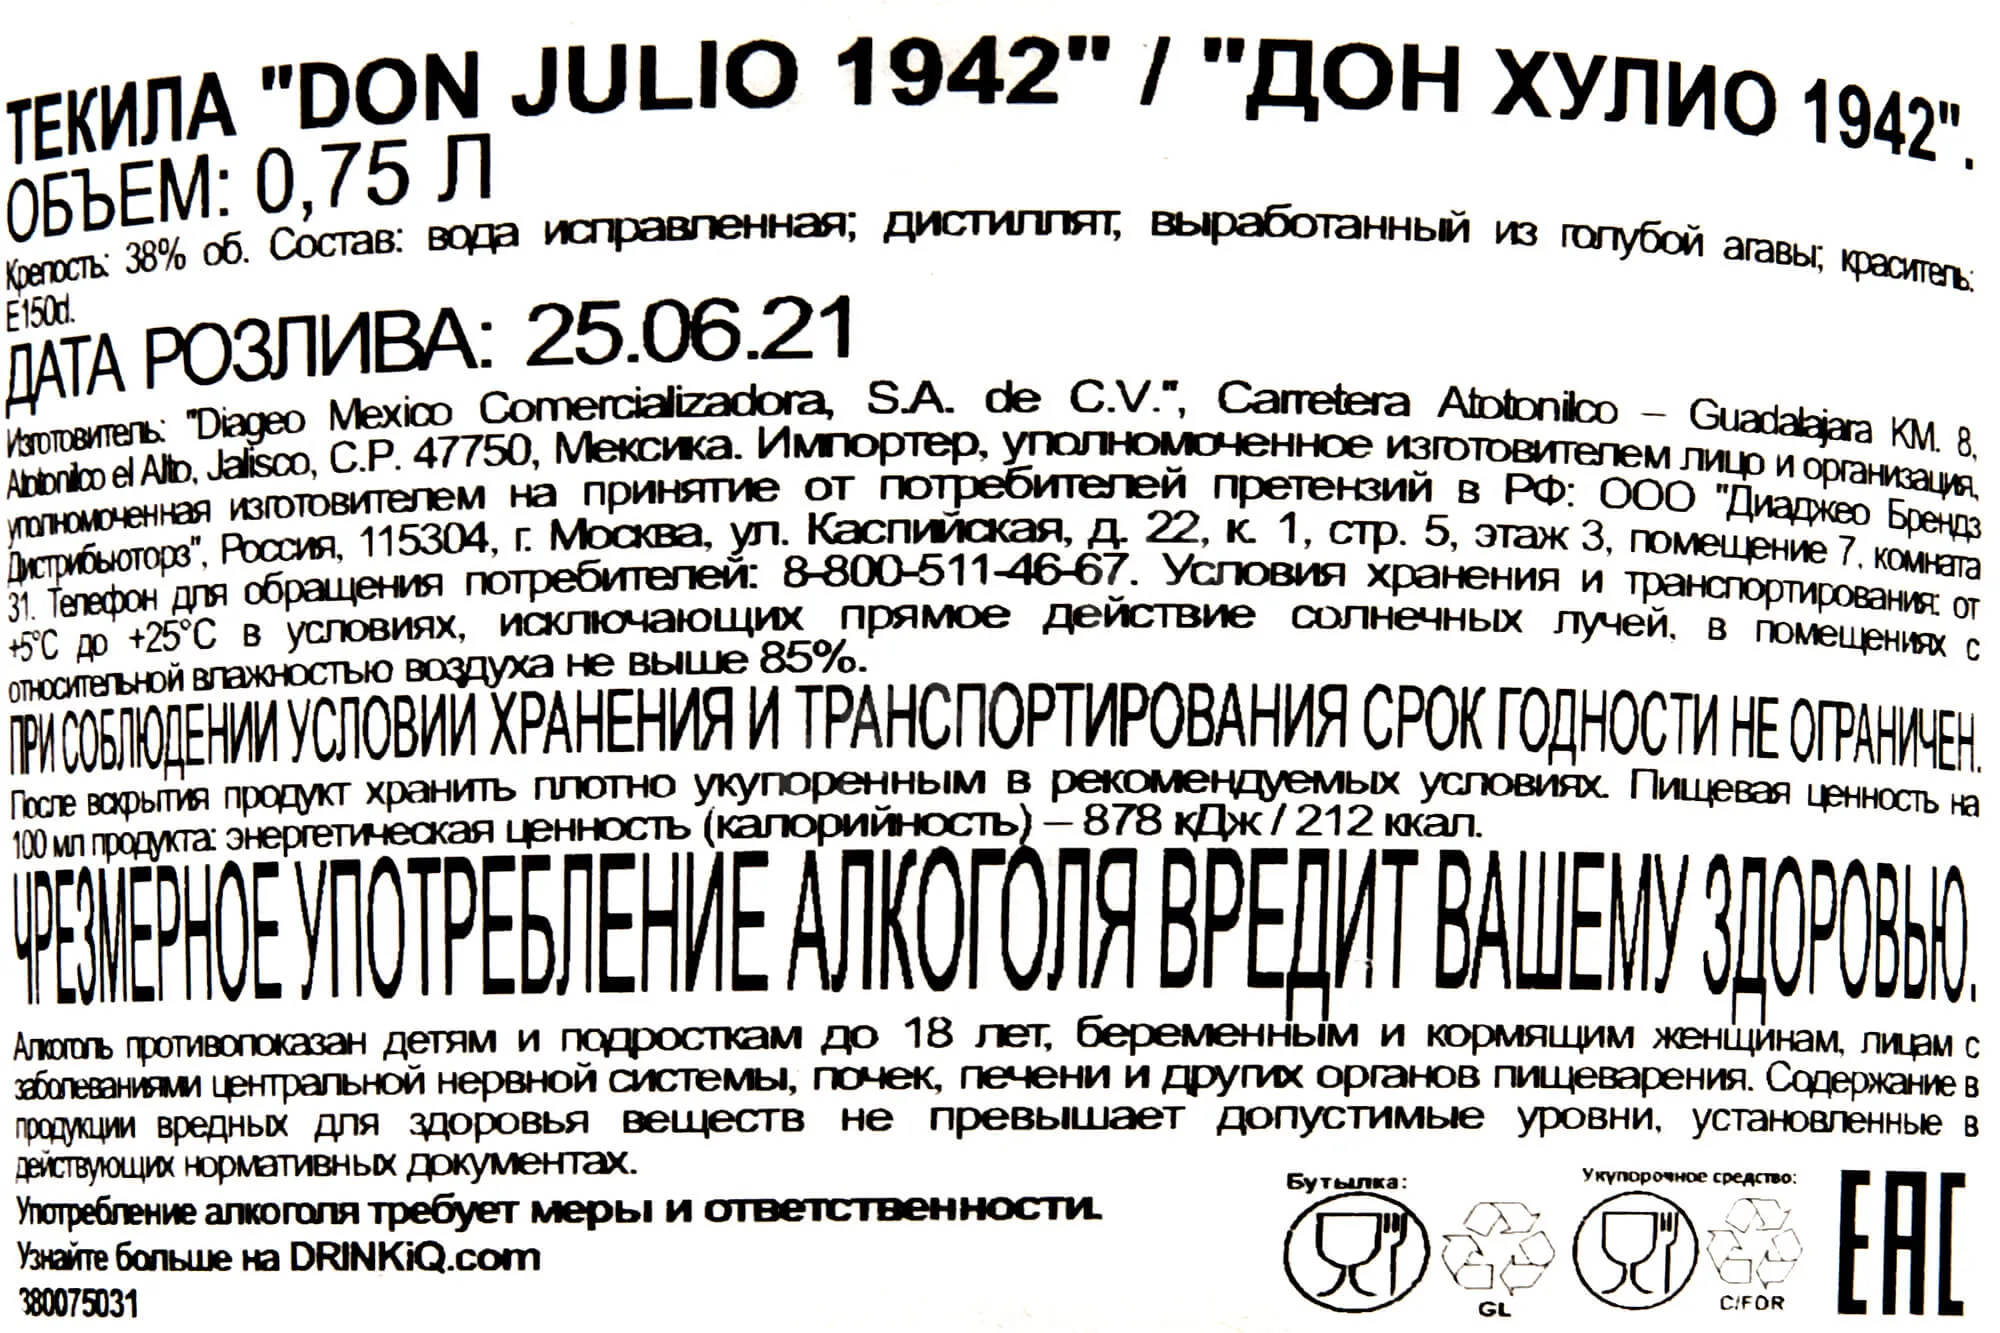 ТЕКИЛА "DON JULIO 1942" / "ДОН ХУЛИО 1942".
ОБЪЕМ: 0,75 Л
Крепость: 38% об. Состав: вода исправленная; дистиллят, выработанный из голубой агавы; краситель:
E150d.
ДАТА РОЗЛИВА: 25.06.21
Изготовитель: "Diageo Mexico Comercializadora, S.A. de C.V.", Carretera Atotonilco – Guadalajara KM. 8,
Atotonilco el Alto, Jalisco, C.P. 47750, Мексика. Импортер, уполномоченное изготовителем лицо и организация,
уполномоченная изготовителем на принятие от потребителей претензий в РФ: ООО "Диаджео Брендз
Дистрибьюторз", Россия, 115304, г. Москва, ул. Каспийская, д. 22, к. 1, стр. 5, этаж 3, помещение 7, комната
31. Телефон для обращения потребителей: 8-800-511-46-67. Условия хранения и транспортирования: от
+5°C до +25°C в условиях, исключающих прямое действие солнечных лучей, в помещениях с
относительной влажностью воздуха не выше 85%.
ПРИ СОБЛЮДЕНИИ УСЛОВИЙ ХРАНЕНИЯ И ТРАНСПОРТИРОВАНИЯ СРОК ГОДНОСТИ НЕ ОГРАНИЧЕН.
После вскрытия продукт хранить плотно укупоренным в рекомендуемых условиях. Пищевая ценность на
100 мл продукта: энергетическая ценность (калорийность) – 878 кДж / 212 ккал.
ЧРЕЗМЕРНОЕ УПОТРЕБЛЕНИЕ АЛКОГОЛЯ ВРЕДИТ ВАШЕМУ ЗДОРОВЬЮ.
Алкоголь противопоказан детям и подросткам до 18 лет, беременным и кормящим женщинам, лицам с
заболеваниями центральной нервной системы, почек, печени и других органов пищеварения. Содержание в
продукции вредных для здоровья веществ не превышает допустимые уровни, установленные в
действующих нормативных документах.
Употребление алкоголя требует меры и ответственности.
Узнайте больше на DRINKiQ.com
380075031
Бутылка: Укупорочное средство:
GL C/FOR EAC